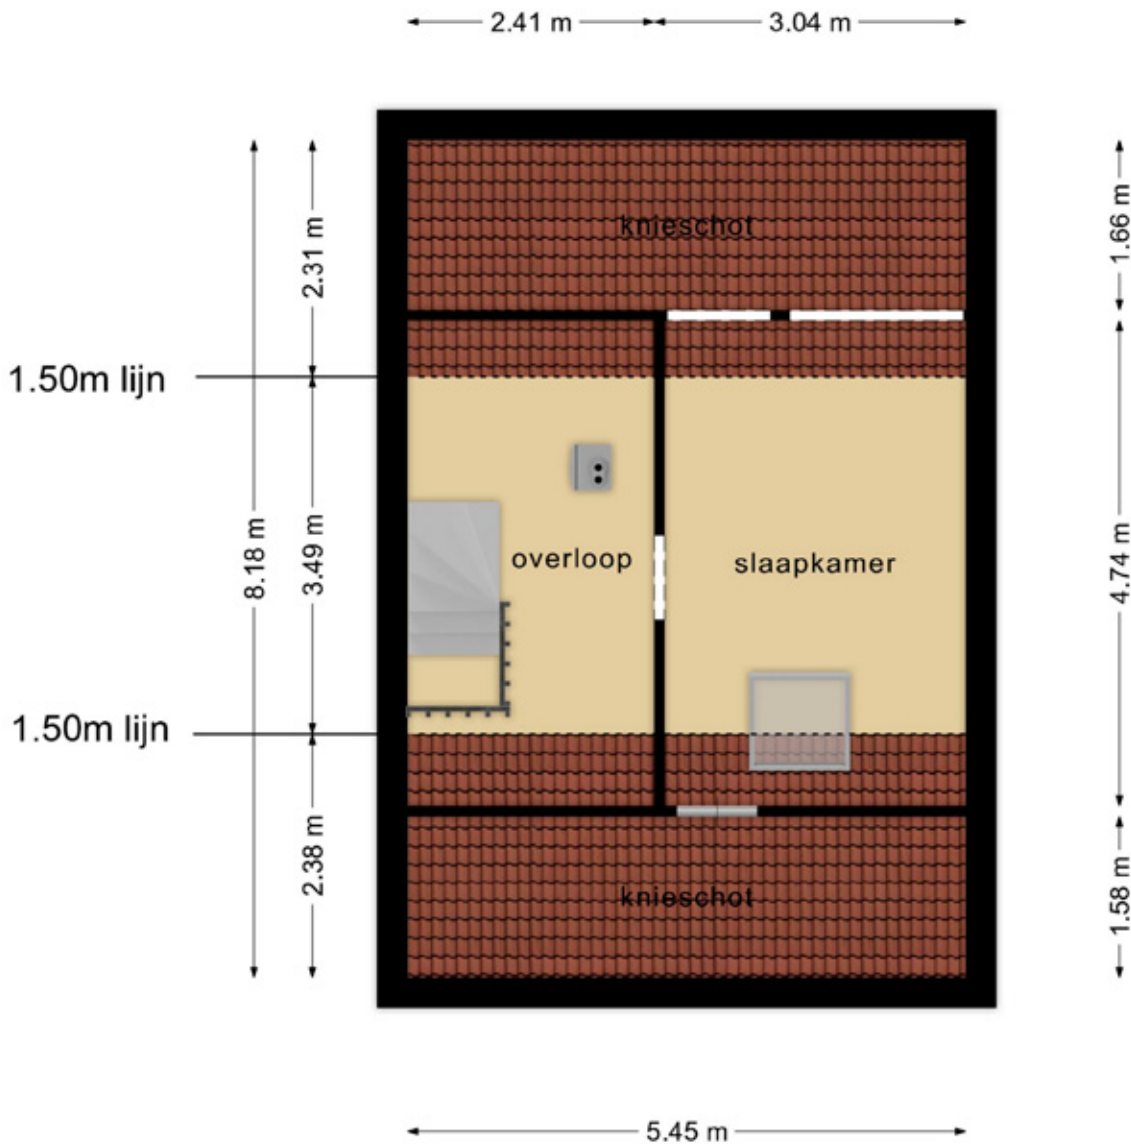 2.41 m 3.04 m
knieschot
2.31 m
1.66 m
1.50m lijn
8.18 m
3.49 m
overloop
slaapkamer
4.74 m
1.50m lijn
2.38 m
knieschot
1.58 m
5.45 m